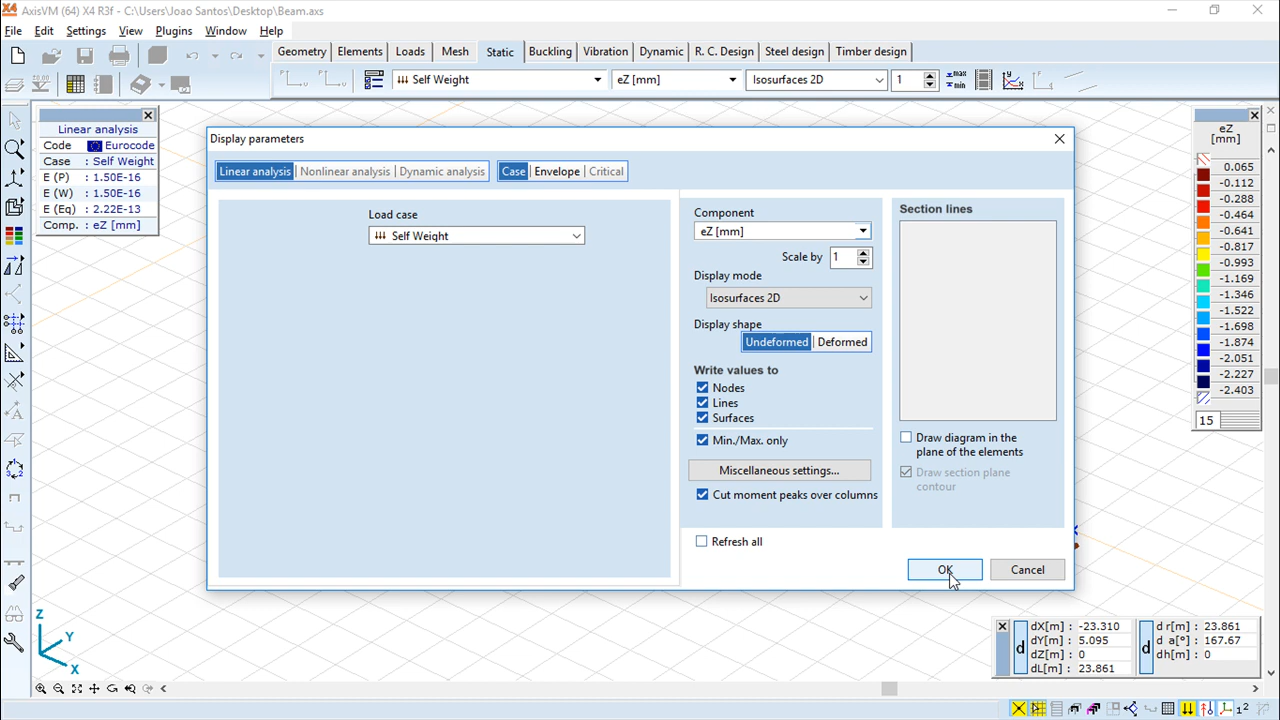 AxisVM (64) X4 R3f - C:\Users\Joao Santos\Desktop\Beam.axs
File Edit Settings View Plugins Window Help
Geometry Elements Loads Mesh Static Buckling Vibration Dynamic R. C. Design Steel design Timber design
Self Weight eZ [mm] Isosurfaces 2D 1 max min
Linear analysis
Code : Eurocode
Case : Self Weight
E (P) : 1.50E-16
E (W) : 1.50E-16
E (Eq) : 2.22E-13
Comp. : eZ [mm]
Display parameters
Linear analysis Nonlinear analysis Dynamic analysis Case Envelope Critical
Load case
Self Weight
Component
eZ [mm]
Scale by 1
Display mode
Isosurfaces 2D
Display shape
Undeformed Deformed
Write values to
Nodes
Lines
Surfaces
Min./Max. only
Miscellaneous settings...
Cut moment peaks over columns
Refresh all
Section lines
Draw diagram in the
plane of the elements
Draw section plane
contour
OK Cancel
eZ
[mm]
0.065
-0.112
-0.288
-0.464
-0.641
-0.817
-0.993
-1.169
-1.346
-1.522
-1.698
-1.874
-2.051
-2.227
-2.403
15
Z
Y
X
d
dX[m] : -23.310
dY[m] : 5.095
dZ[m] : 0
dL[m] : 23.861
d
d r[m] : 23.861
d a[°] : 167.67
dh[m] : 0